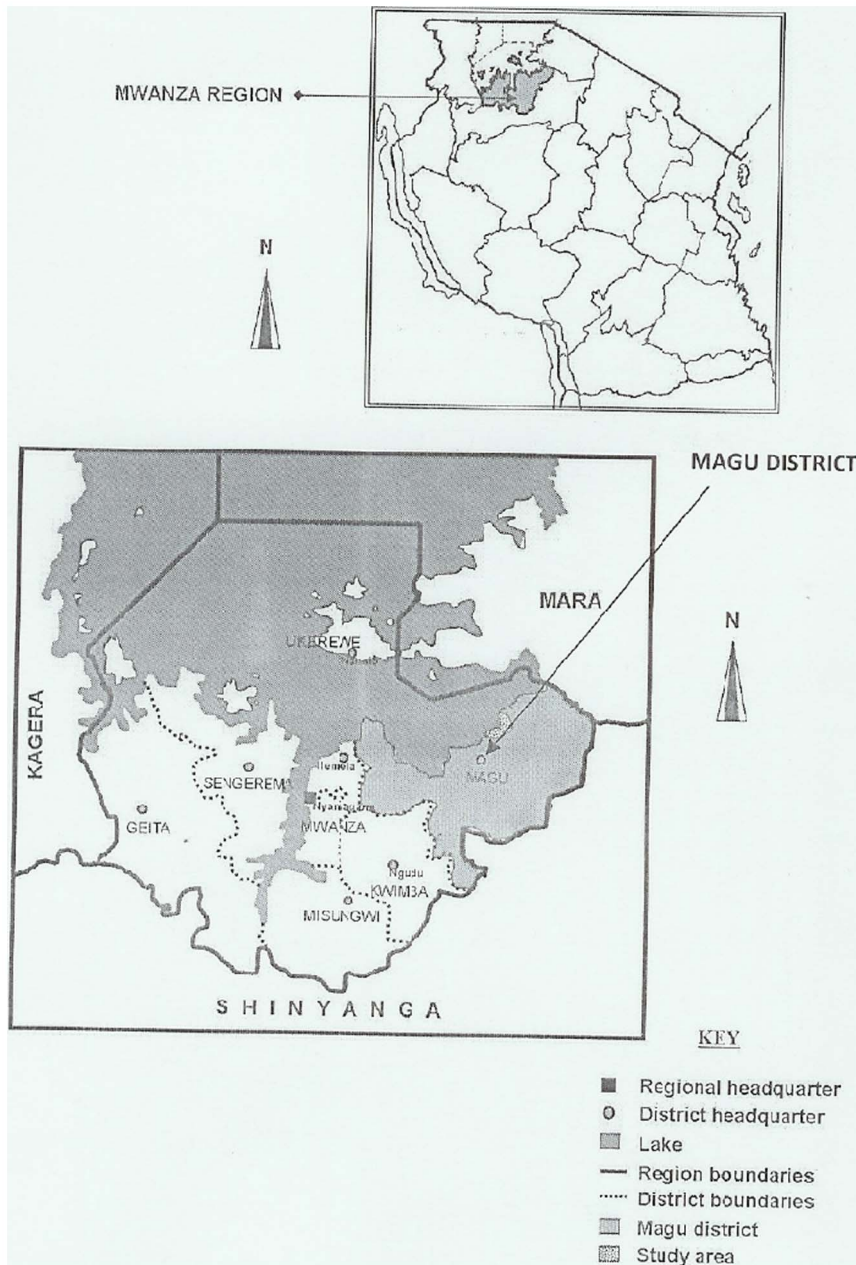 MWANZA REGION
N
MAGU DISTRICT
MARA
N
UKEREWE
KAGERA
SENGEREMA
Ilemela
MAGU
GEITA
MWANZA
Ngudu
KWIMBA
MISUNGWI
SHINYANGA
KEY
Regional headquarter
District headquarter
Lake
Region boundaries
District boundaries
Magu district
Study area